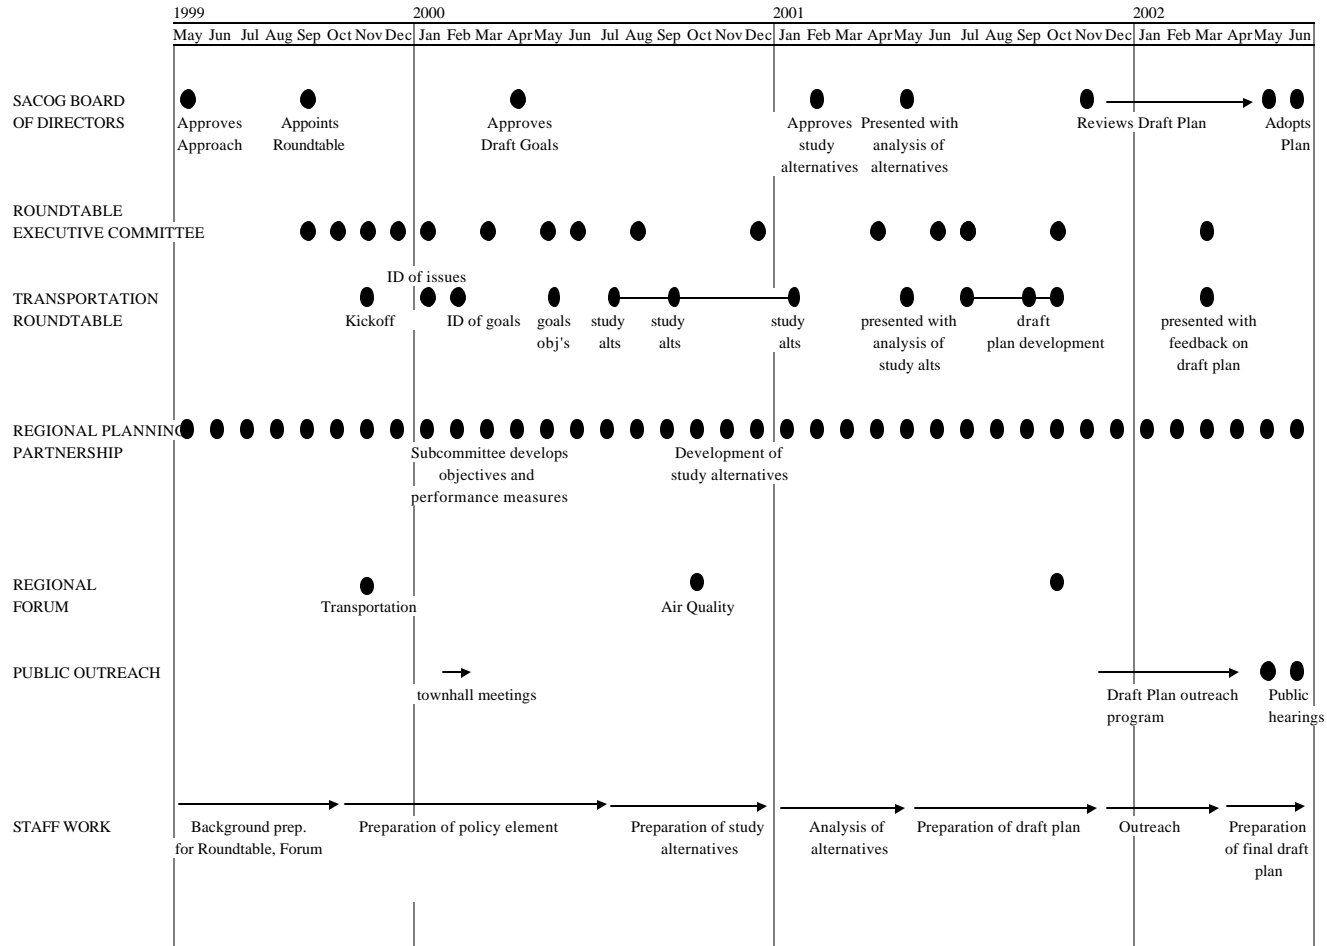 1999 2000 2001 2002
May Jun Jul Aug Sep Oct Nov Dec Jan Feb Mar Apr May Jun Jul Aug Sep Oct Nov Dec Jan Feb Mar Apr May Jun Jul Aug Sep Oct Nov Dec Jan Feb Mar Apr May Jun
SACOG BOARD
OF DIRECTORS
Approves
Approach
Appoints
Roundtable
Approves
Draft Goals
Approves
study
alternatives
Presented with
analysis of
alternatives
Reviews Draft Plan
Adopts
Plan
ROUNDTABLE
EXECUTIVE COMMITTEE
TRANSPORTATION
ROUNDTABLE
Kickoff
ID of issues
ID of goals
goals
obj's
study
alts
study
alts
study
alts
presented with
analysis of
study alts
draft
plan development
presented with
feedback on
draft plan
REGIONAL PLANNING
PARTNERSHIP
Subcommittee develops
objectives and
performance measures
Development of
study alternatives
REGIONAL
FORUM
Transportation
Air Quality
PUBLIC OUTREACH
townhall meetings
Draft Plan outreach
program
Public
hearings
STAFF WORK
Background prep.
for Roundtable, Forum
Preparation of policy element
Preparation of study
alternatives
Analysis of
alternatives
Preparation of draft plan
Outreach
Preparation
of final draft
plan